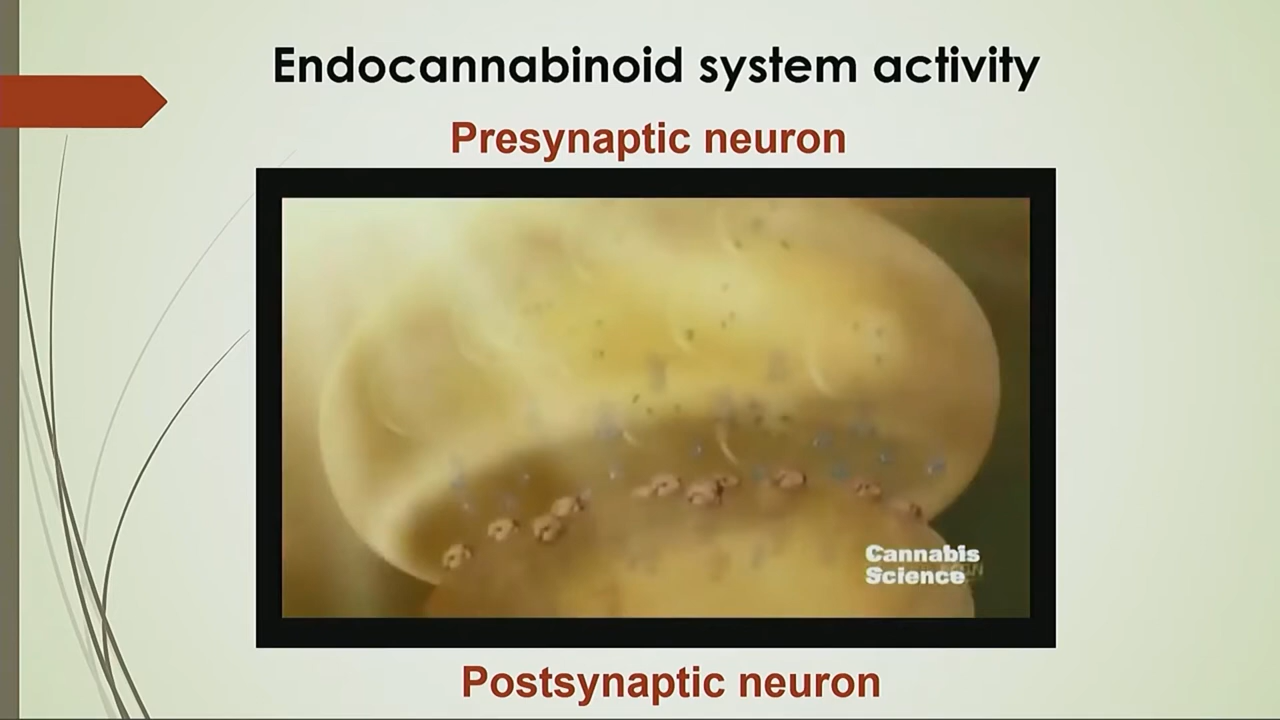 Endocannabinoid system activity
Presynaptic neuron
Cannabis
Science
Postsynaptic neuron